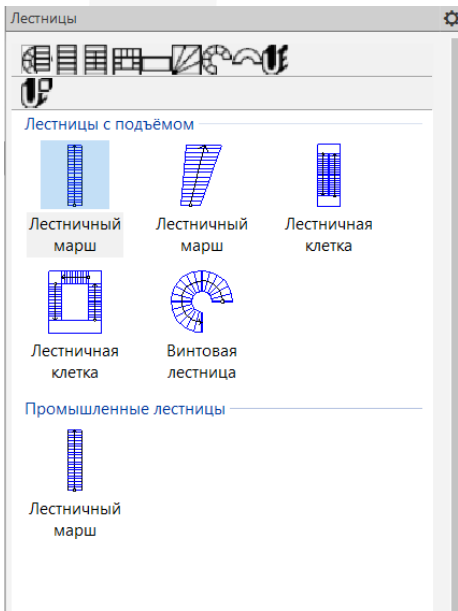 Лестницы
Лестницы с подъёмом
Лестничный Лестничный Лестничная
марш марш клетка
Лестничная Винтовая
клетка лестница
Промышленные лестницы
Лестничный
марш